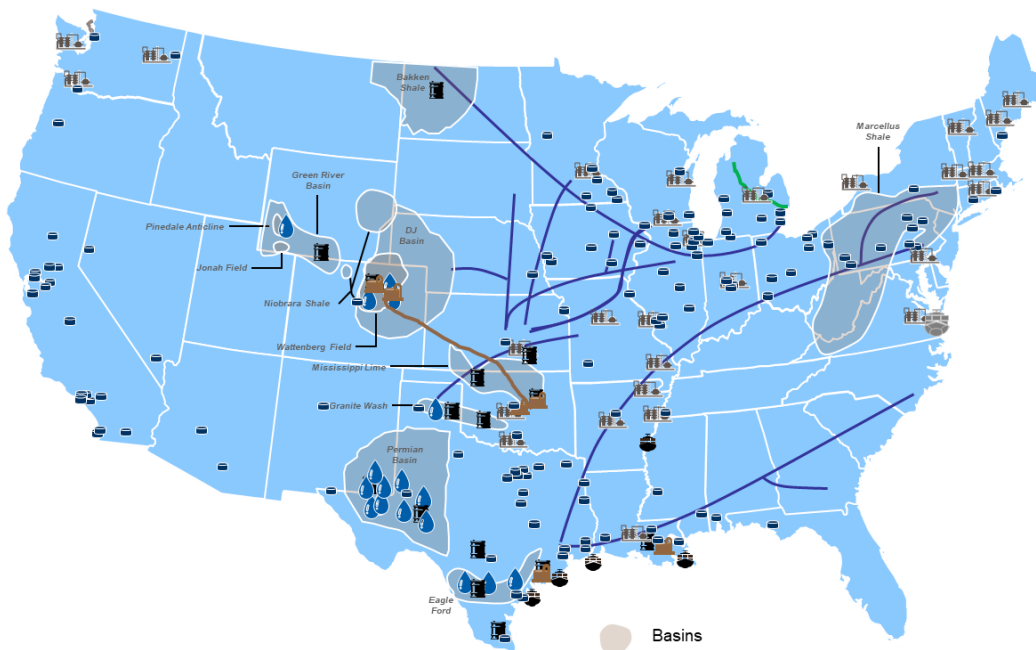 Bakken
Shale
Marcellus
Shale
Green River
Basin
Pinedale Anticline
DJ
Basin
Jonah Field
Niobrara Shale
Wattenberg Field
Mississippi Lime
Granite Wash
Permian
Basin
Eagle
Ford
Basins